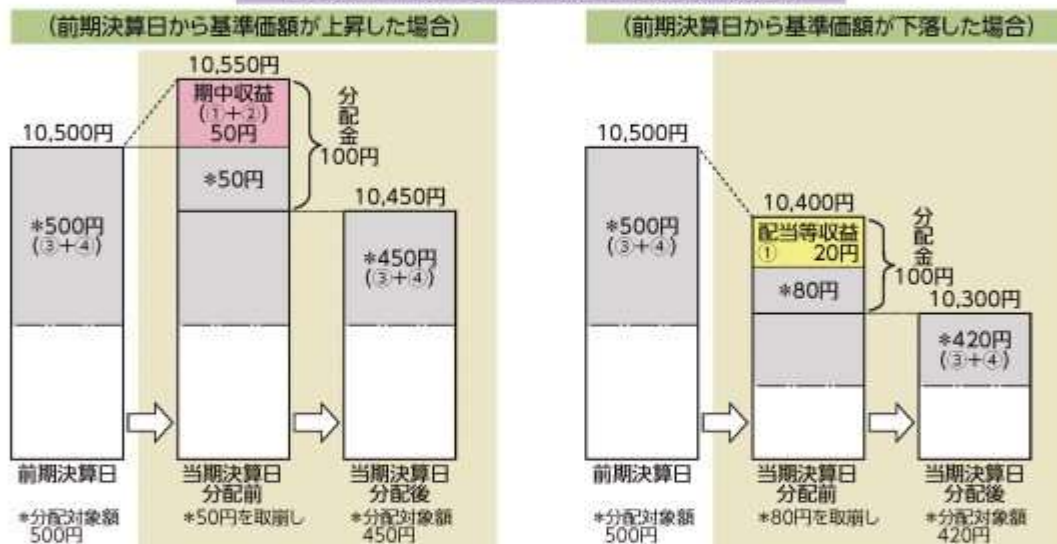 (前期決算日から基準価額が上昇した場合)
10,550円
期中収益
(①+②)
50円
分配金
100円
10,500円
*50円
10,450円
*500円
(③+④)
*450円
(③+④)
前期決算日
当期決算日
分配前
当期決算日
分配後
*分配対象額
500円
*50円を取崩し
*分配対象額
450円
(前期決算日から基準価額が下落した場合)
10,500円
10,400円
配当等収益
① 20円
分配金
100円
*500円
(③+④)
*80円
10,300円
*420円
(③+④)
前期決算日
当期決算日
分配前
当期決算日
分配後
*分配対象額
500円
*80円を取崩し
*分配対象額
420円